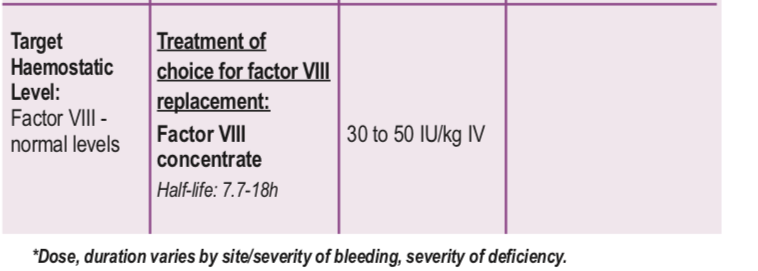 Target
Haemostatic
Level:
Factor VIII -
normal levels
Treatment of
choice for factor VIII
replacement:
Factor VIII
concentrate
Half-life: 7.7-18h
30 to 50 IU/kg IV
*Dose, duration varies by site/severity of bleeding, severity of deficiency.